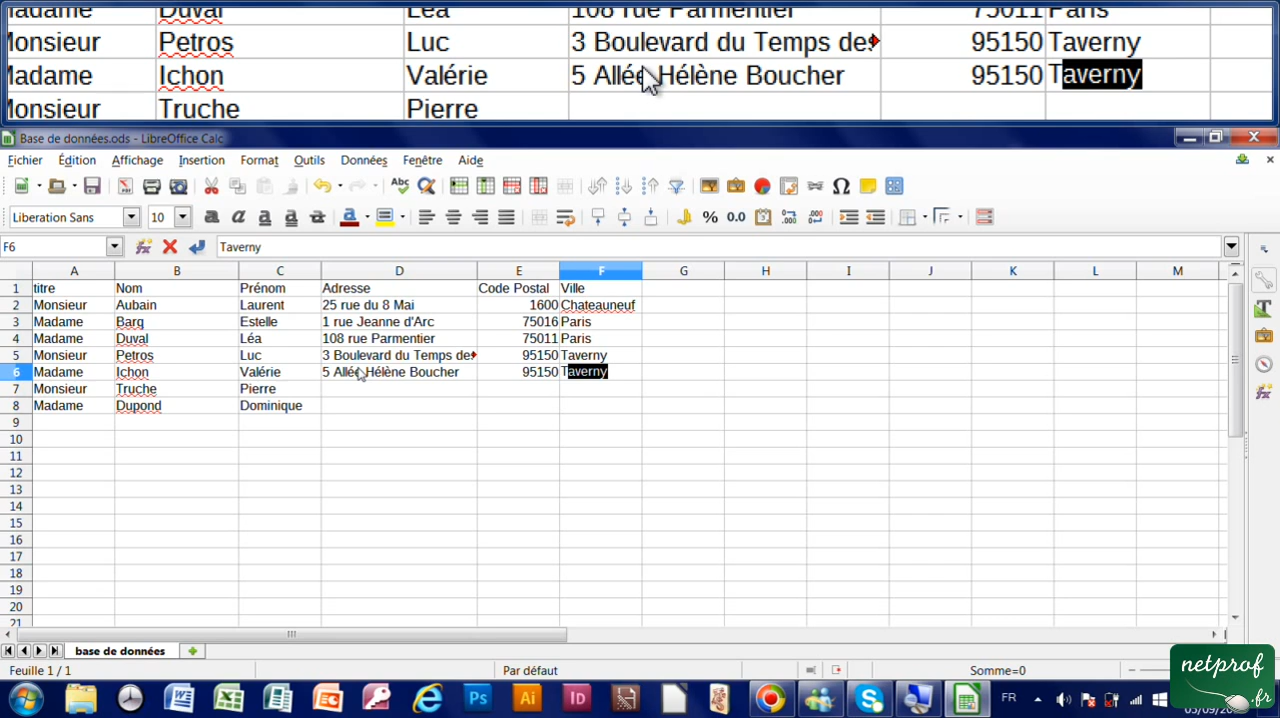 Madame Duval Léa 108 rue Parmentier 75011 Paris
Monsieur Petros Luc 3 Boulevard du Temps des 95150 Taverny
Madame Ichon Valérie 5 Allée Hélène Boucher 95150 Taverny
Monsieur Truche Pierre
Base de données.ods - LibreOffice Calc
Fichier Édition Affichage Insertion Format Outils Données Fenêtre Aide
Liberation Sans 10
F6 Taverny
A B C D E F G H I J K L M
1 titre Nom Prénom Adresse Code Postal Ville
2 Monsieur Aubain Laurent 25 rue du 8 Mai 1600 Chateauneuf
3 Madame Barg Estelle 1 rue Jeanne d'Arc 75016 Paris
4 Madame Duval Léa 108 rue Parmentier 75011 Paris
5 Monsieur Petros Luc 3 Boulevard du Temps des 95150 Taverny
6 Madame Ichon Valérie 5 Allée Hélène Boucher 95150 Taverny
7 Monsieur Truche Pierre
8 Madame Dupond Dominique
9
10
11
12
13
14
15
16
17
18
19
20
21
base de données
Feuille 1 / 1 Par défaut Somme=0
FR
netprof
.fr